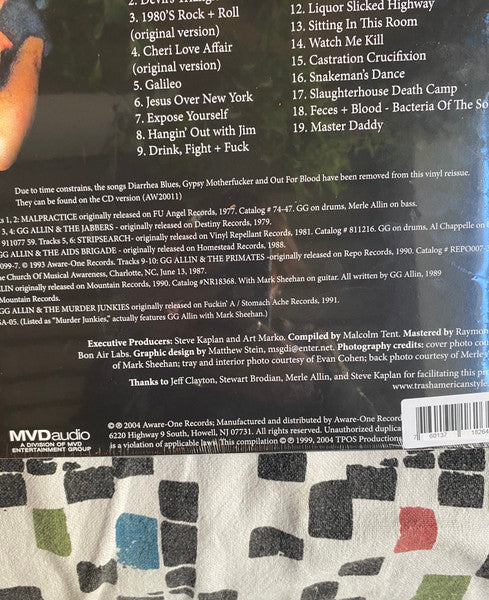 3. 1980'S Rock + Roll
(original version)
4. Cheri Love Affair
(original version)
5. Galileo
6. Jesus Over New York
7. Expose Yourself
8. Hangin' Out with Jim
9. Drink, Fight + Fuck
12. Liquor Slicked Highway
13. Sitting In This Room
14. Watch Me Kill
15. Castration Crucifixion
16. Snakeman's Dance
17. Slaughterhouse Death Camp
18. Feces + Blood - Bacteria Of The So
19. Master Daddy
Due to time constrains, the songs Diarrhea Blues, Gypsy Motherfucker and Out For Blood have been removed from this vinyl reissue.
They can be found on the CD version (AW20011)
1, 2: MALPRACTICE originally released on FU Angel Records, 1977. Catalog # 74-47. GG on drums, Merle Allin on bass.
3, 4: GG ALLIN & THE JABBERS - originally released on Destiny Records, 1979.
911077 59. Tracks 5, 6: STRIPSEARCH- originally released on Vinyl Repellant Records, 1981. Catalog # 811216. GG on drums, Al Chappelle on
GG ALLIN & THE AIDS BRIGADE - originally released on Homestead Records, 1988.
099-7. © 1993 Aware-One Records. Tracks 9-10: GG ALLIN & THE PRIMATES -originally released on Repo Records, 1990. Catalog # REPO007.
he Church Of Musical Awareness, Charlotte, NC, June 13, 1987.
LIN originally released on Mountain Records, 1990. Catalog #NR18368. With Mark Sheehan on guitar. All written by GG Allin, 1989
Mountain Records.
GG ALLIN & THE MURDER JUNKIES originally released on Fuckin' A / Stomach Ache Records, 1991.
A-05. (Listed as "Murder Junkies," actually features GG Allin with Mark Sheehan.)
Executive Producers: Steve Kaplan and Art Marko. Compiled by Malcolm Tent. Mastered by Raymon
Bon Air Labs. Graphic design by Matthew Stein, msgdi@enter.net. Photography credits: cover photo cou
of Mark Sheehan; tray and interior photo courtesy of Evan Cohen; back photo courtesy of Merle
Thanks to Jeff Clayton, Stewart Brodian, Merle Allin, and Steve Kaplan for facilitating this pr
www.trashamericanstyle
℗ © 2004 Aware-One Records; Manufactured and distributed by Aware-One Record
6220 Highway 9 South, Howell, NJ 07731. All rights reserved. Unauthorized duplicati
is a violation of applicable laws. This compilation ℗ © 1999, 2004 TPOS Productions
MVDaudio
A DIVISION OF MVD
ENTERTAINMENT GROUP
7 60137 18264